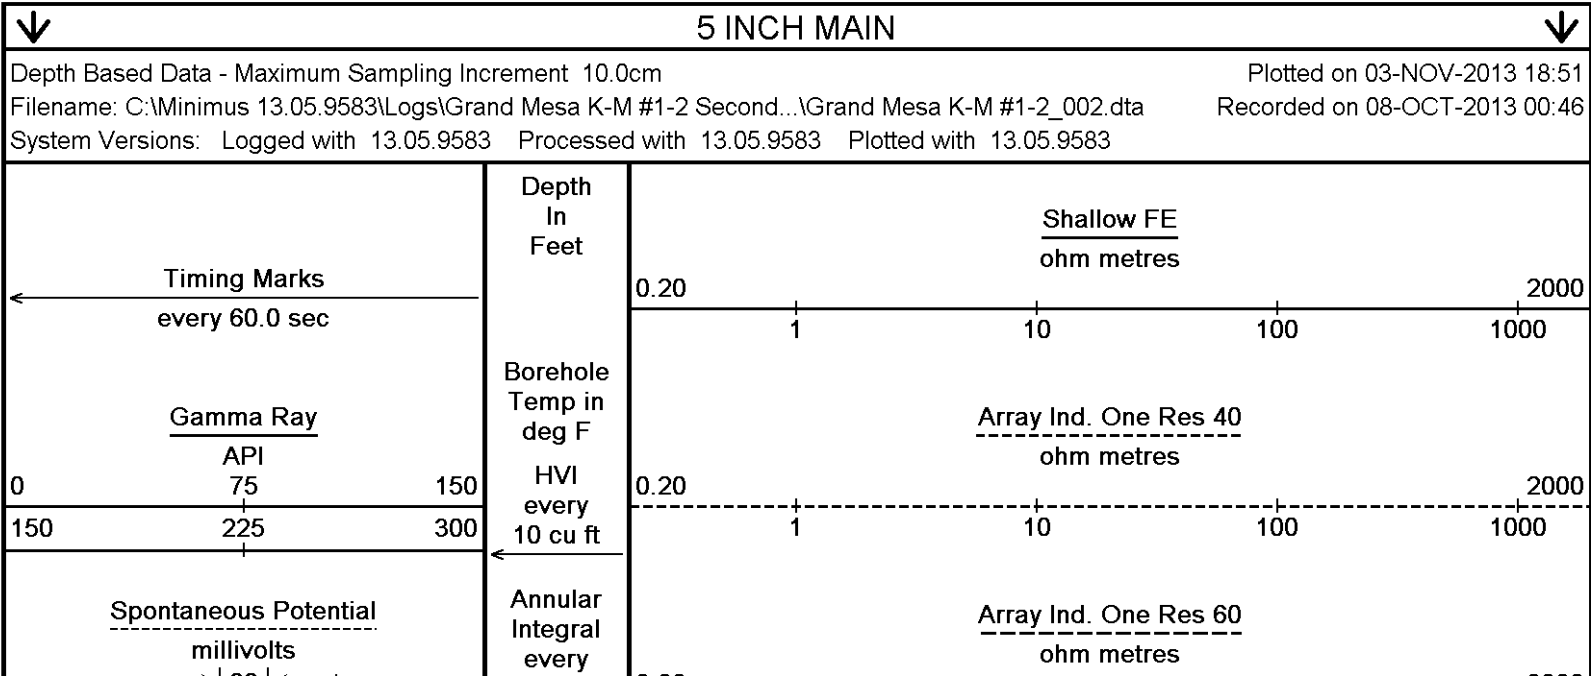 5 INCH MAIN
Depth Based Data - Maximum Sampling Increment 10.0cm
Plotted on 03-NOV-2013 18:51
Filename: C:\Minimus 13.05.9583\Logs\Grand Mesa K-M #1-2 Second...\Grand Mesa K-M #1-2_002.dta
Recorded on 08-OCT-2013 00:46
System Versions: Logged with 13.05.9583 Processed with 13.05.9583 Plotted with 13.05.9583
Timing Marks
every 60.0 sec
Gamma Ray
API
0 75 150
150 225 300
Spontaneous Potential
millivolts
Depth
In
Feet
Borehole
Temp in
deg F
HVI
every
10 cu ft
Annular
Integral
every
Shallow FE
ohm metres
0.20 2000
1 10 100 1000
Array Ind. One Res 40
ohm metres
0.20 2000
1 10 100 1000
Array Ind. One Res 60
ohm metres